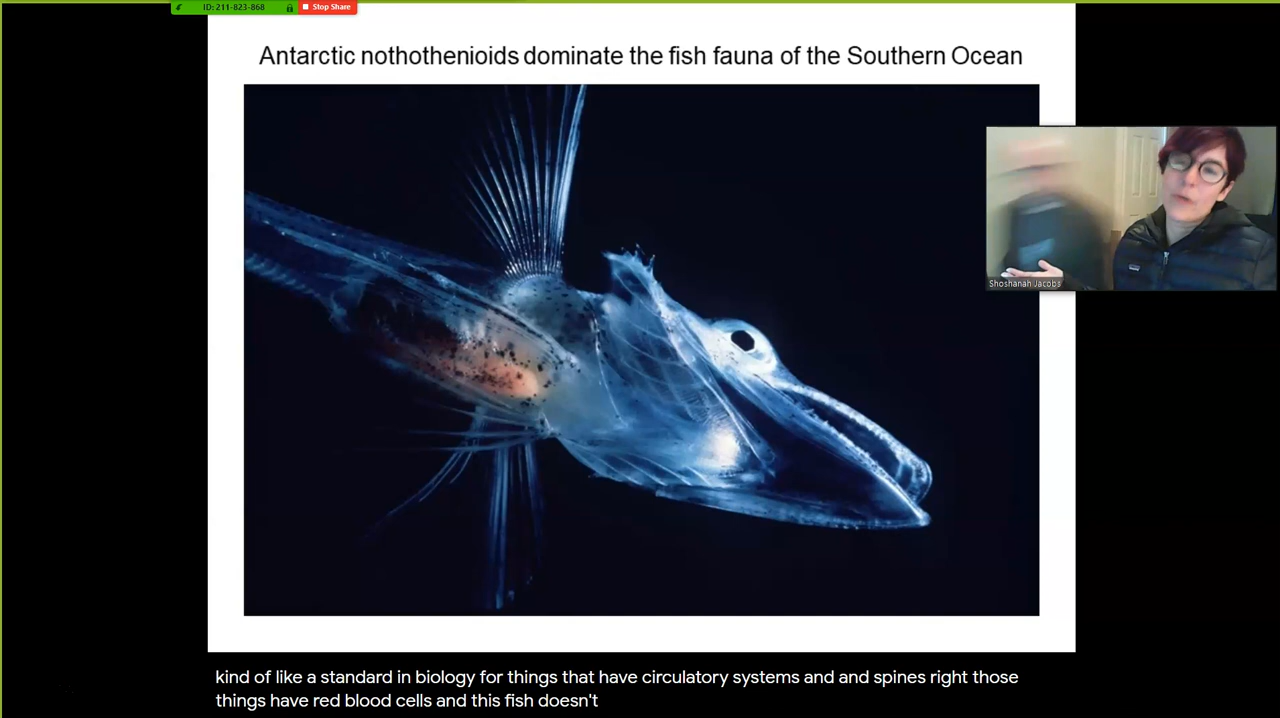 ID: 211-823-868
Stop Share
Antarctic nothothenioids dominate the fish fauna of the Southern Ocean
Shoshanah Jacobs
kind of like a standard in biology for things that have circulatory systems and and spines right those
things have red blood cells and this fish doesn't